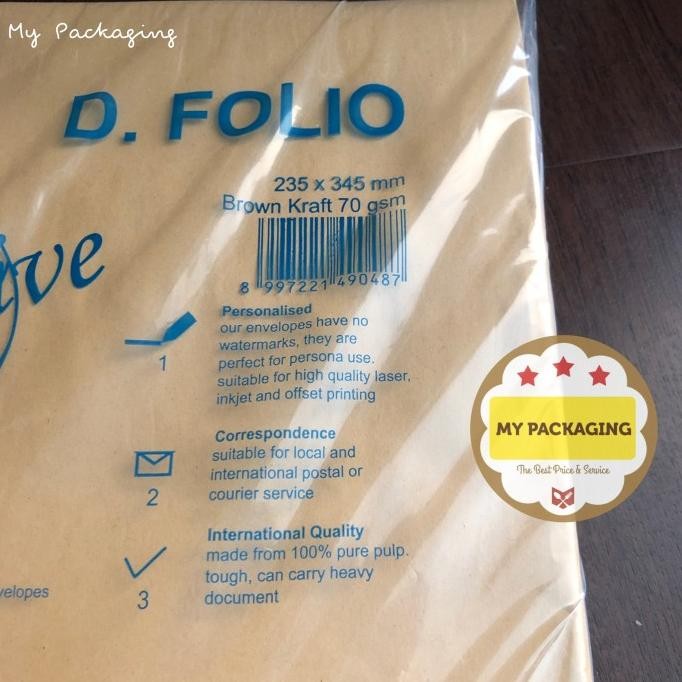 My Packaging
D. FOLIO
235 x 345 mm
Brown Kraft 70 gsm
8 997221 490487
Personalised
our envelopes have no
watermarks, they are
perfect for persona use.
suitable for high quality laser,
inkjet and offset printing
1
Correspondence
suitable for local and
international postal or
courier service
2
International Quality
made from 100% pure pulp.
tough, can carry heavy
document
3
MY PACKAGING
The Best Price & Service